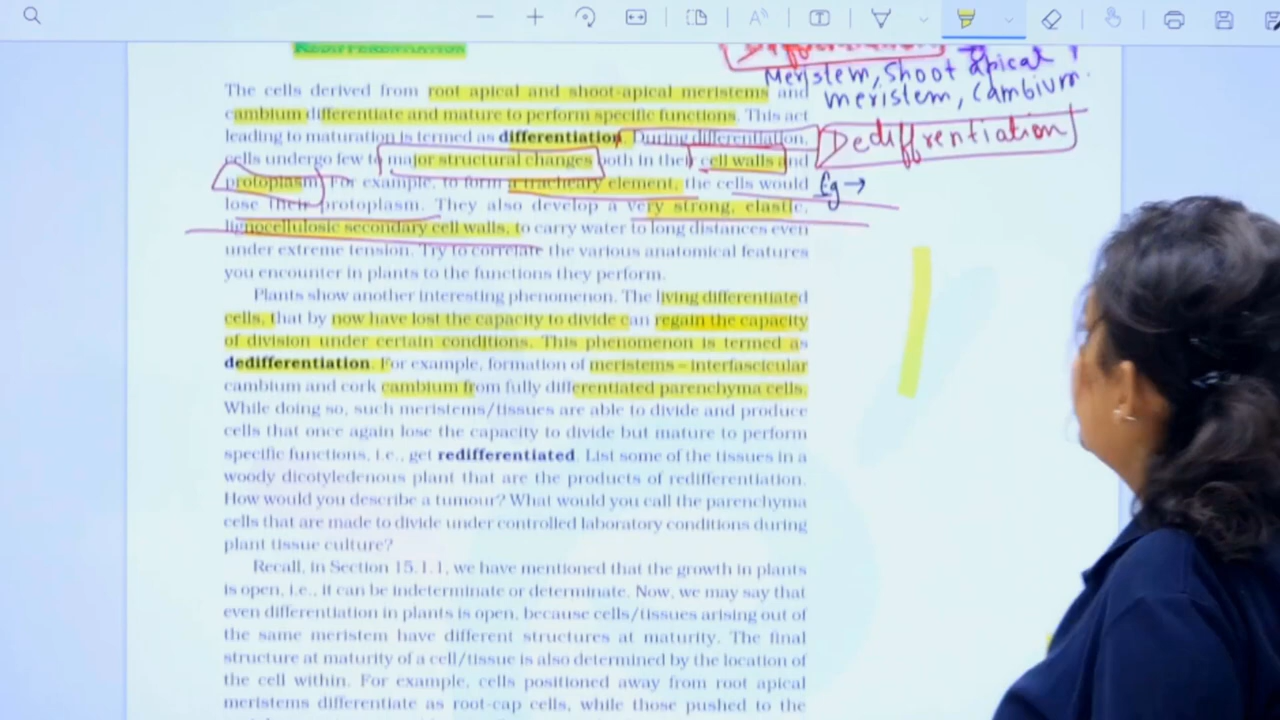 REDIFFERENTIATION
Meristem, Shoot apical
meristem, Cambium
The cells derived from root apical and shoot-apical meristems and
cambium differentiate and mature to perform specific functions. This act
leading to maturation is termed as differentiation. During differentiation,
Dediffrentiation
cells undergo few to major structural changes both in their cell walls and
protoplasm. For example, to form a tracheary element, the cells would
Eg →
lose their protoplasm. They also develop a very strong, elastic,
lignocellulosic secondary cell walls, to carry water to long distances even
under extreme tension. Try to correlate the various anatomical features
you encounter in plants to the functions they perform.
Plants show another interesting phenomenon. The living differentiated
cells, that by now have lost the capacity to divide can regain the capacity
of division under certain conditions. This phenomenon is termed as
dedifferentiation. For example, formation of meristems – interfascicular
cambium and cork cambium from fully differentiated parenchyma cells.
While doing so, such meristems/tissues are able to divide and produce
cells that once again lose the capacity to divide but mature to perform
specific functions, i.e., get redifferentiated. List some of the tissues in a
woody dicotyledenous plant that are the products of redifferentiation.
How would you describe a tumour? What would you call the parenchyma
cells that are made to divide under controlled laboratory conditions during
plant tissue culture?
Recall, in Section 15.1.1, we have mentioned that the growth in plants
is open, i.e., it can be indeterminate or determinate. Now, we may say that
even differentiation in plants is open, because cells/tissues arising out of
the same meristem have different structures at maturity. The final
structure at maturity of a cell/tissue is also determined by the location of
the cell within. For example, cells positioned away from root apical
meristems differentiate as root-cap cells, while those pushed to the